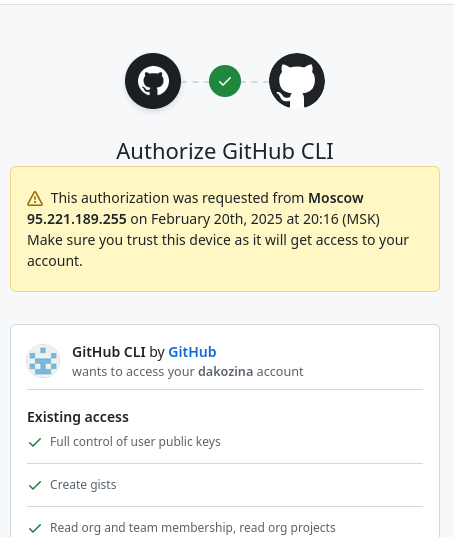 Authorize GitHub CLI
This authorization was requested from Moscow
95.221.189.255 on February 20th, 2025 at 20:16 (MSK)
Make sure you trust this device as it will get access to your
account.
GitHub CLI by GitHub
wants to access your dakozina account
Existing access
Full control of user public keys
Create gists
Read org and team membership, read org projects